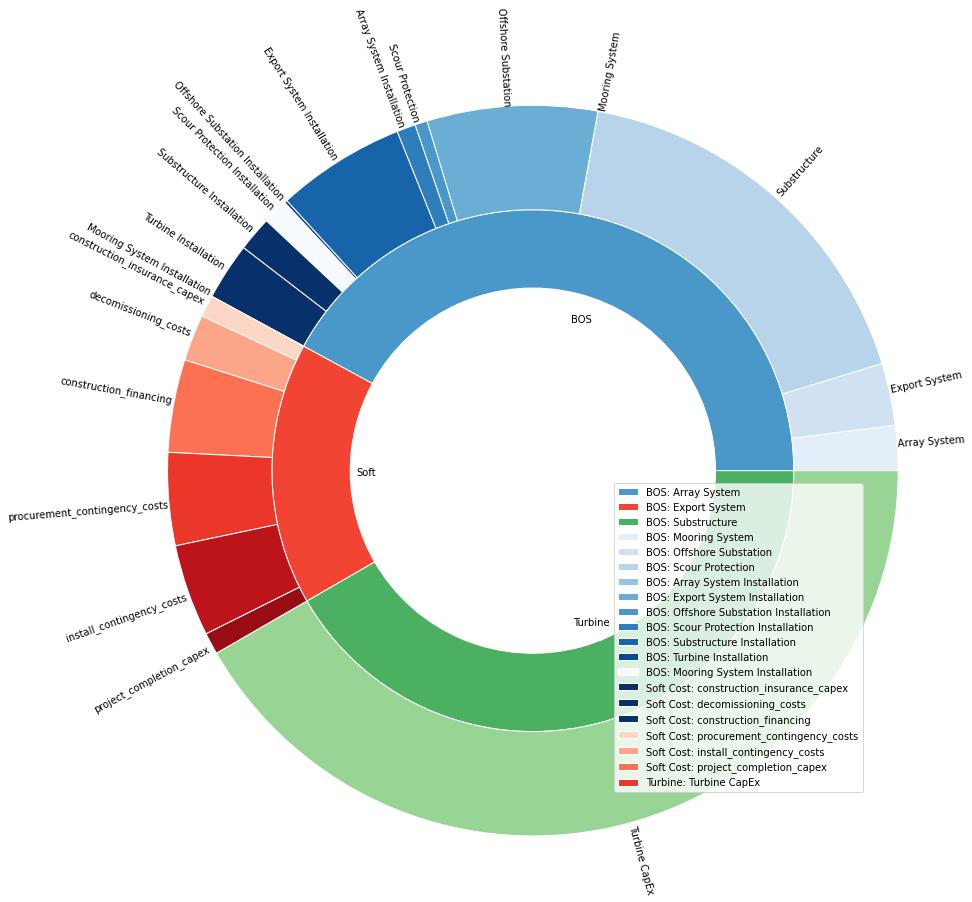 Offshore Substation
Mooring System
Array System Installation
Scour Protection
Export System Installation
Offshore Substation Installation
Scour Protection Installation
Substructure
Substructure Installation
Turbine Installation
Mooring System Installation
construction_insurance_capex
decomissioning_costs
BOS
construction_financing
Export System
Array System
Soft
procurement_contingency_costs
install_contingency_costs
Turbine
project_completion_capex
Turbine CapEx
BOS: Array System
BOS: Export System
BOS: Substructure
BOS: Mooring System
BOS: Offshore Substation
BOS: Scour Protection
BOS: Array System Installation
BOS: Export System Installation
BOS: Offshore Substation Installation
BOS: Scour Protection Installation
BOS: Substructure Installation
BOS: Turbine Installation
BOS: Mooring System Installation
Soft Cost: construction_insurance_capex
Soft Cost: decomissioning_costs
Soft Cost: construction_financing
Soft Cost: procurement_contingency_costs
Soft Cost: install_contingency_costs
Soft Cost: project_completion_capex
Turbine: Turbine CapEx